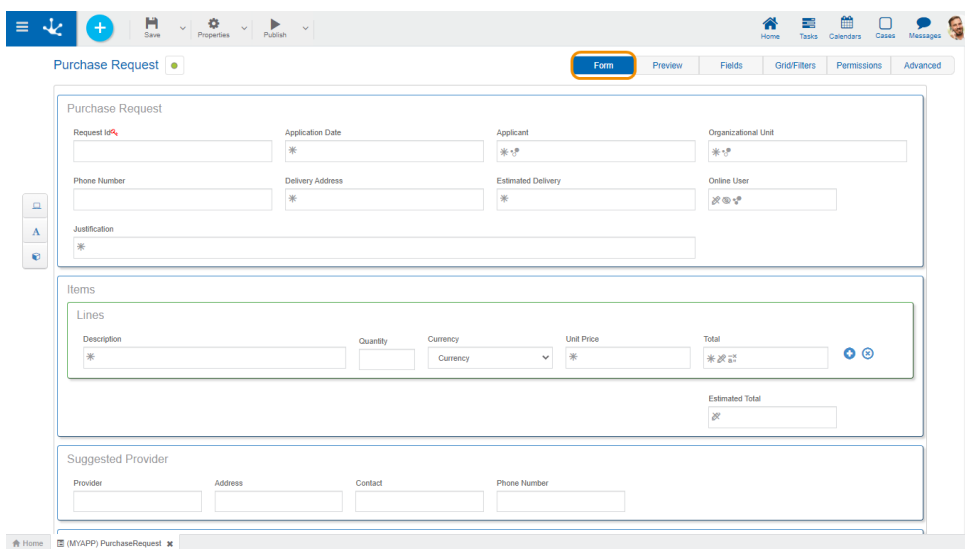 Save Properties Publish Home Tasks Calendars Cases Messages
Purchase Request Form Preview Fields Grid/Filters Permissions Advanced
Purchase Request
Request Id Application Date Applicant Organizational Unit
Phone Number Delivery Address Estimated Delivery Online User
Justification
A
Items
Lines
Description Quantity Currency Unit Price Total
Currency
Estimated Total
Suggested Provider
Provider Address Contact Phone Number
Home (MYAPP) PurchaseRequest